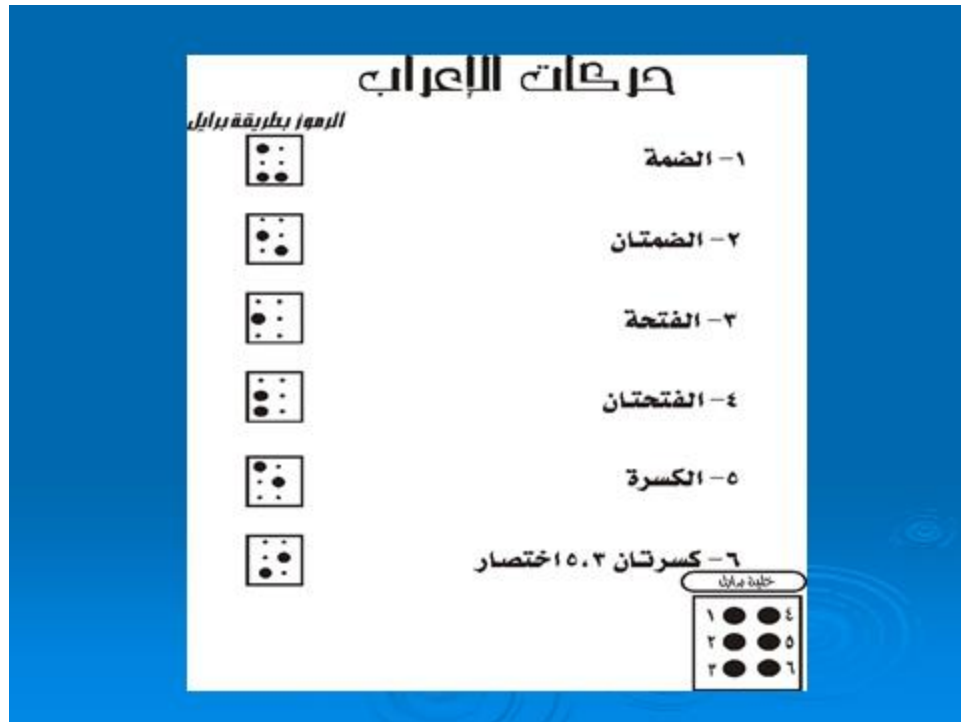 حركات الإعراب
الرموز بطريقة برايل
١- الضمة
٢- الضمتان
٣- الفتحة
٤- الفتحتان
٥- الكسرة
٦- كسرتان ٥،٣ اختصار
خلية برايل
١ ٤
٢ ٥
٣ ٦